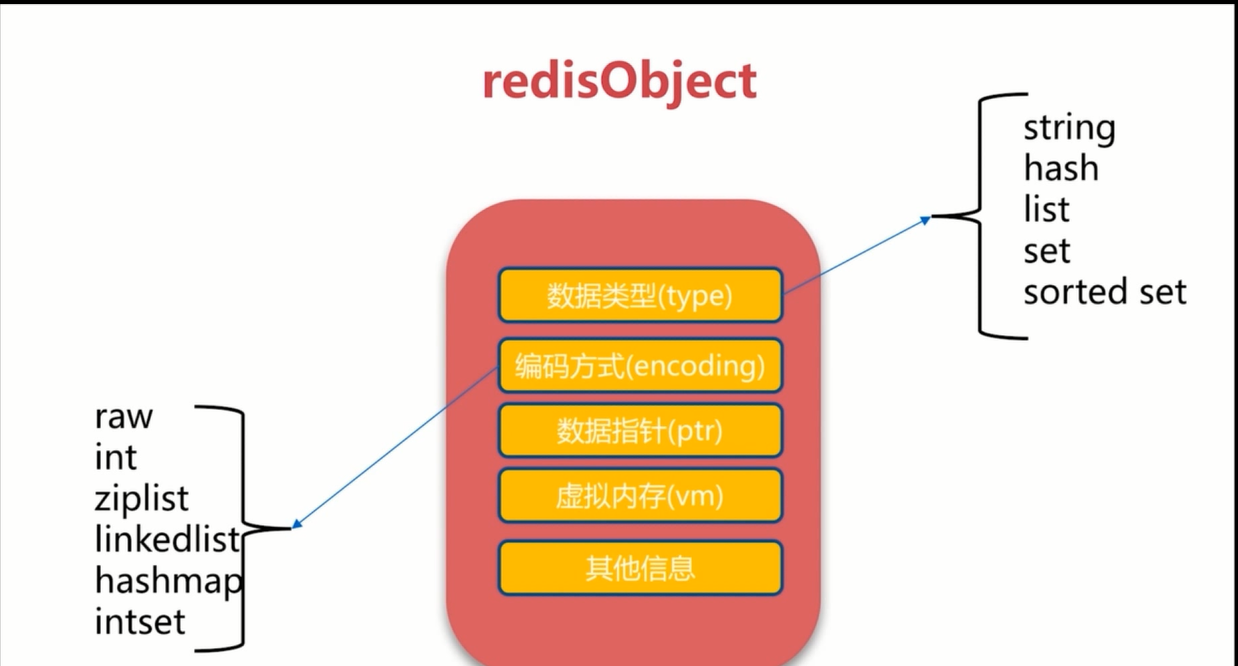 redisObject
string
hash
list
set
sorted set
数据类型(type)
编码方式(encoding)
数据指针(ptr)
虚拟内存(vm)
其他信息
raw
int
ziplist
linkedlist
hashmap
intset